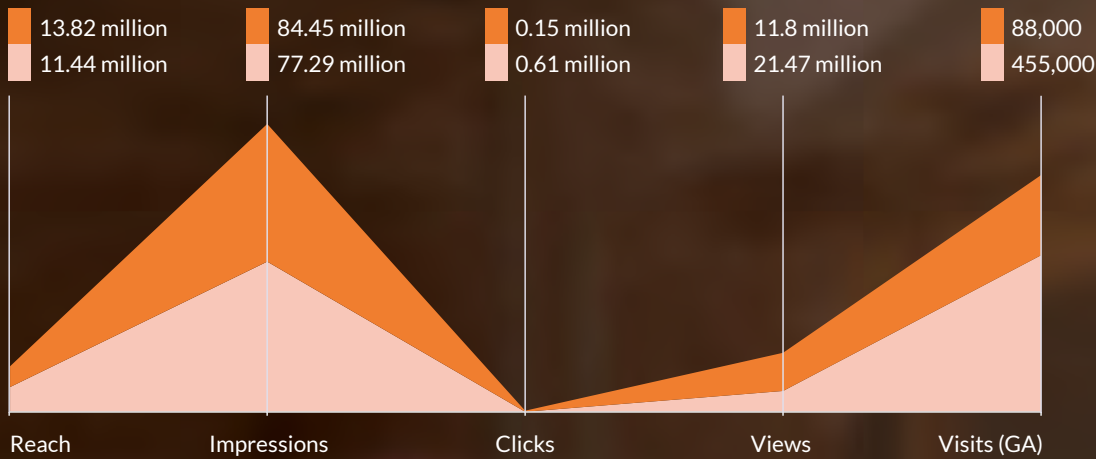 13.82 million
11.44 million
84.45 million
77.29 million
0.15 million
0.61 million
11.8 million
21.47 million
88,000
455,000
Reach
Impressions
Clicks
Views
Visits (GA)